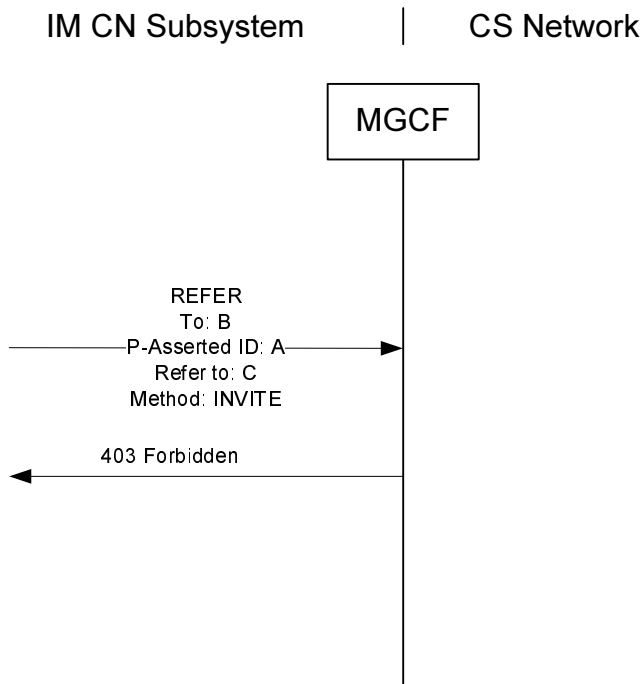 IM CN Subsystem | CS Network
MGCF
REFER
To: B
P-Asserted ID: A
Refer to: C
Method: INVITE
403 Forbidden